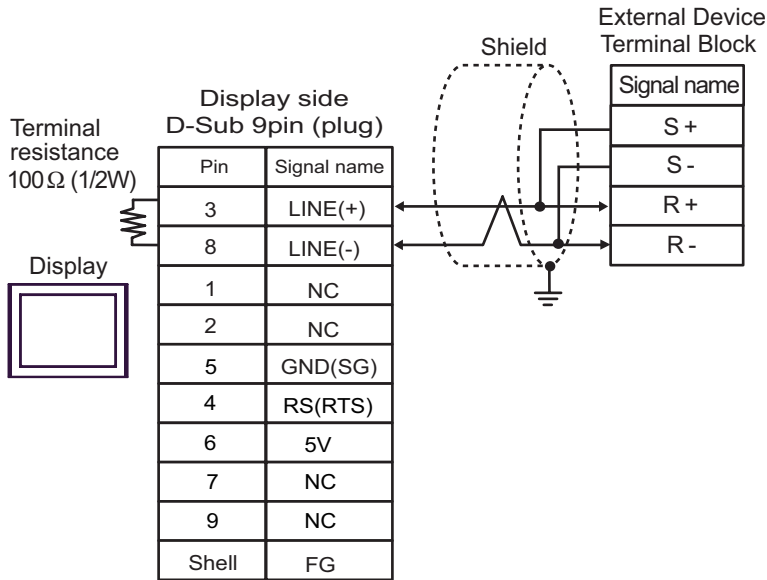 External Device
Terminal Block
Shield
Signal name
S +
S -
R +
R -
Display side
D-Sub 9pin (plug)
Terminal
resistance
100Ω (1/2W)
Display
Pin Signal name
3 LINE(+)
8 LINE(-)
1 NC
2 NC
5 GND(SG)
4 RS(RTS)
6 5V
7 NC
9 NC
Shell FG